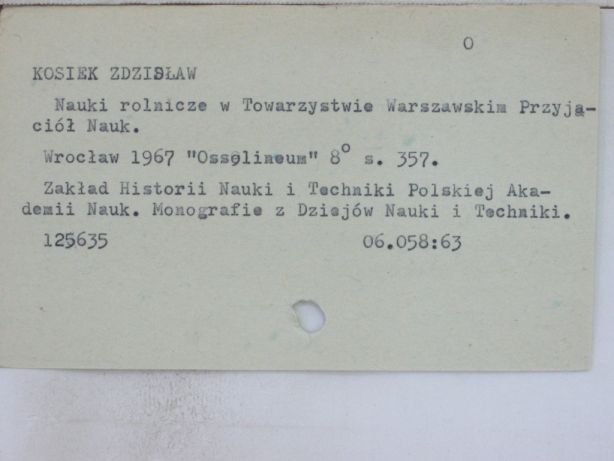 O
KOSIEK ZDZISŁAW
Nauki rolnicze w Towarzystwie Warszawskim Przyja-
ciół Nauk.
Wrocław 1967 "Ossolineum" 8° s. 357.
Zakład Historii Nauki i Techniki Polskiej Aka-
demii Nauk. Monografie z Dziejów Nauki i Techniki.
125635 06.058:63